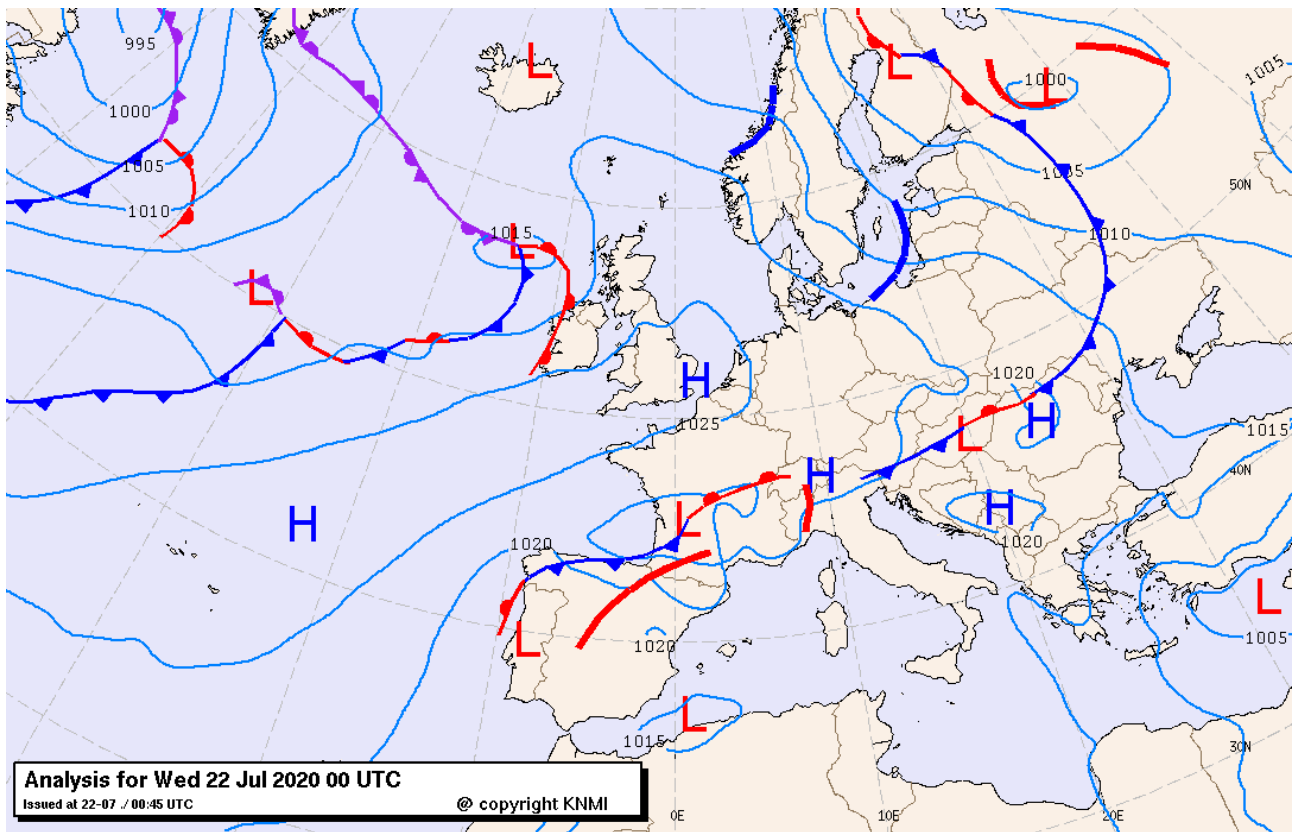 995
L
L
1000
L
1005
1000
1005
1005
50N
1010
1015
L
1010
L
H
1020
H
1025
L
1015
40N
H
L
H
H
1020
1020
L
L
1020
1005
L
1015
30N
Analysis for Wed 22 Jul 2020 00 UTC
Issued at 22-07 ./ 00:45 UTC
@ copyright KNMI
0E
10E
20E